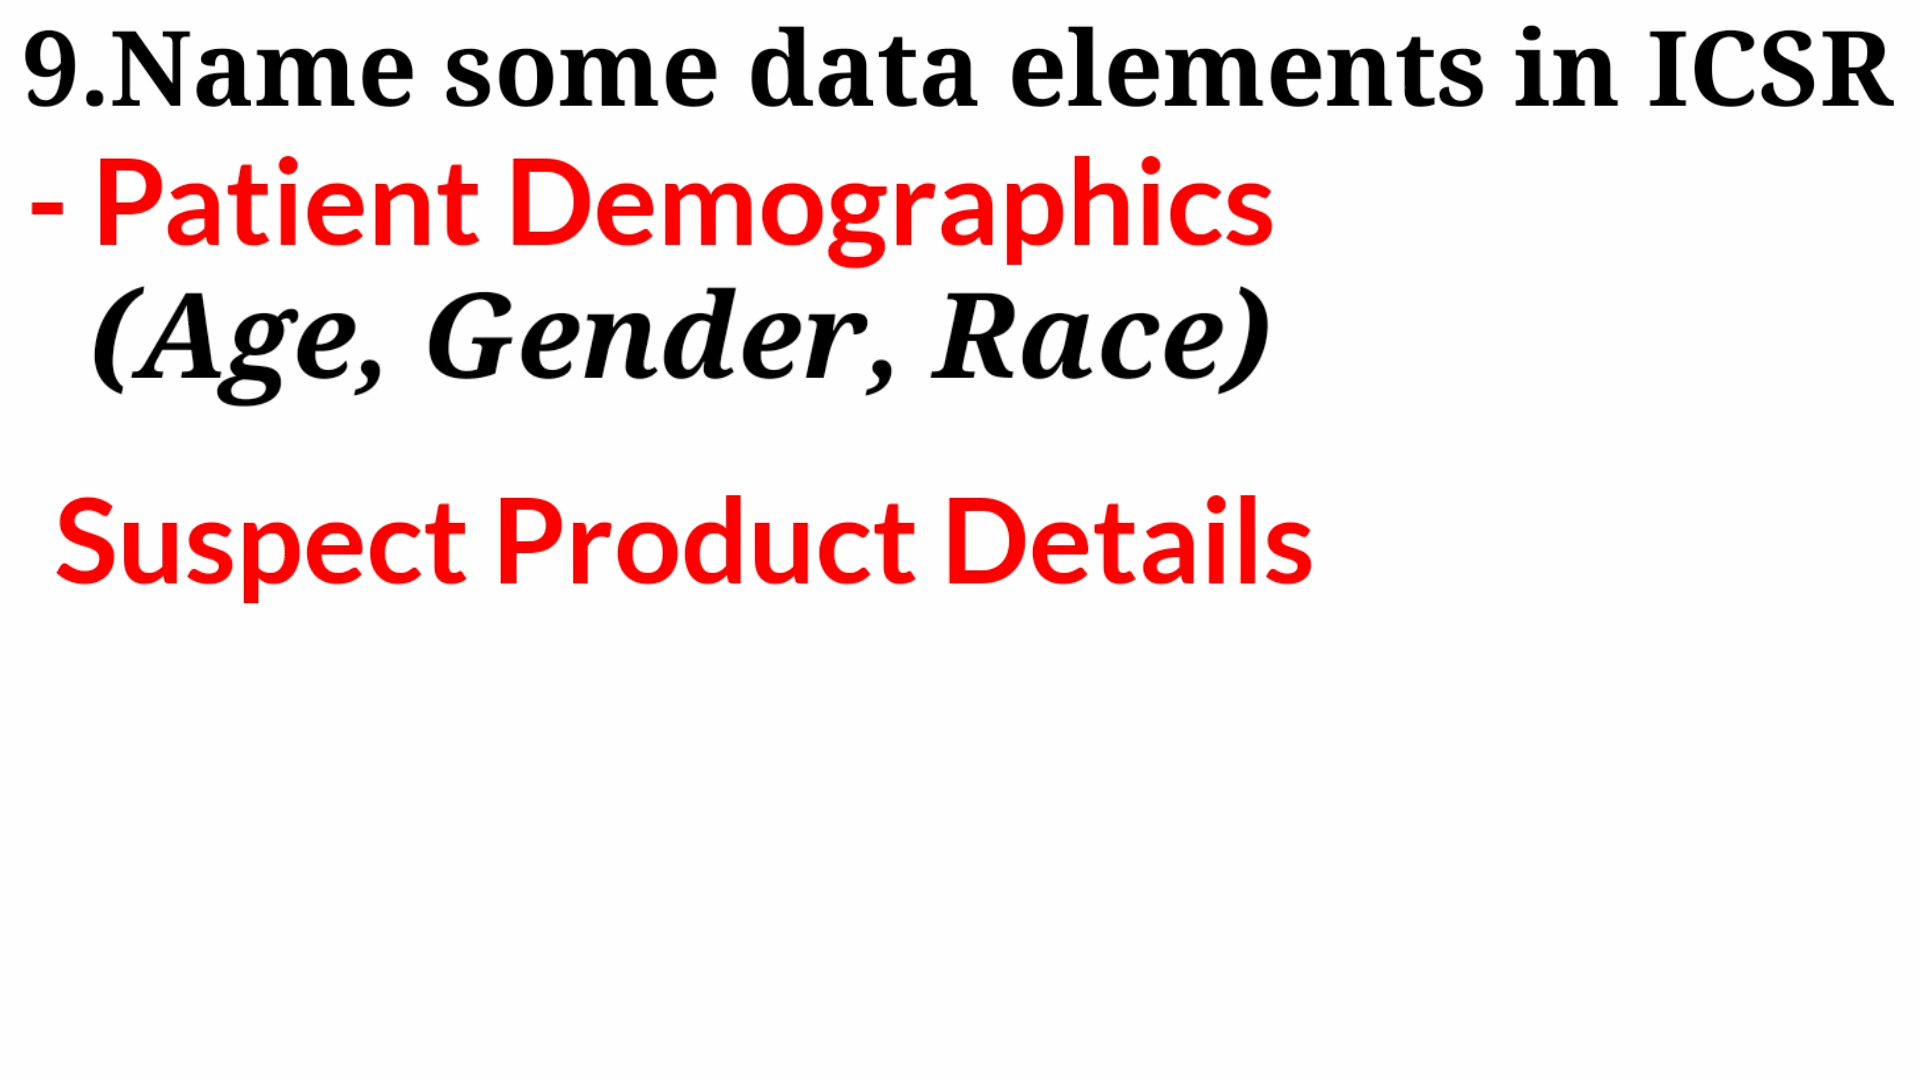 9.Name some data elements in ICSR
- Patient Demographics
(Age, Gender, Race)
Suspect Product Details